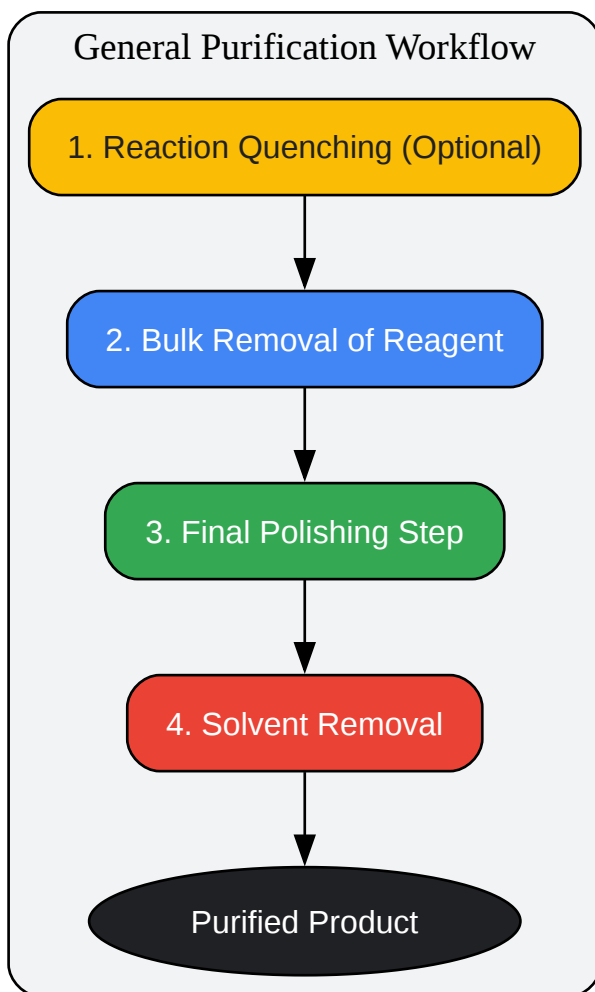 General Purification Workflow
1. Reaction Quenching (Optional)
2. Bulk Removal of Reagent
3. Final Polishing Step
4. Solvent Removal
Purified Product